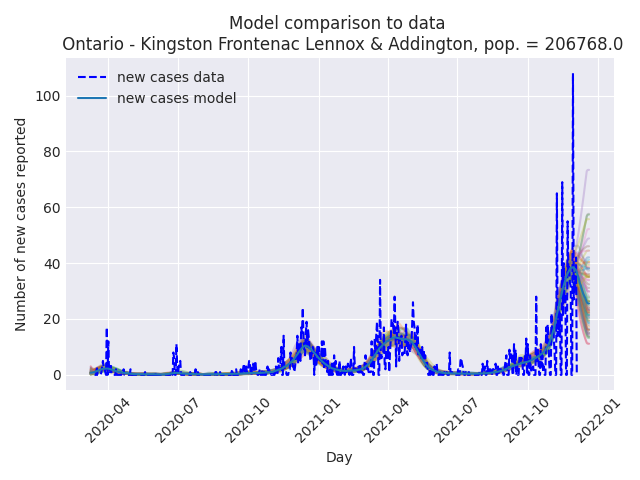 Model comparison to data
Ontario - Kingston Frontenac Lennox & Addington, pop. = 206768.0
new cases data
new cases model
Number of new cases reported
100
80
60
40
20
0
2020-04
2020-07
2020-10
2021-01
2021-04
2021-07
2021-10
2022-01
Day